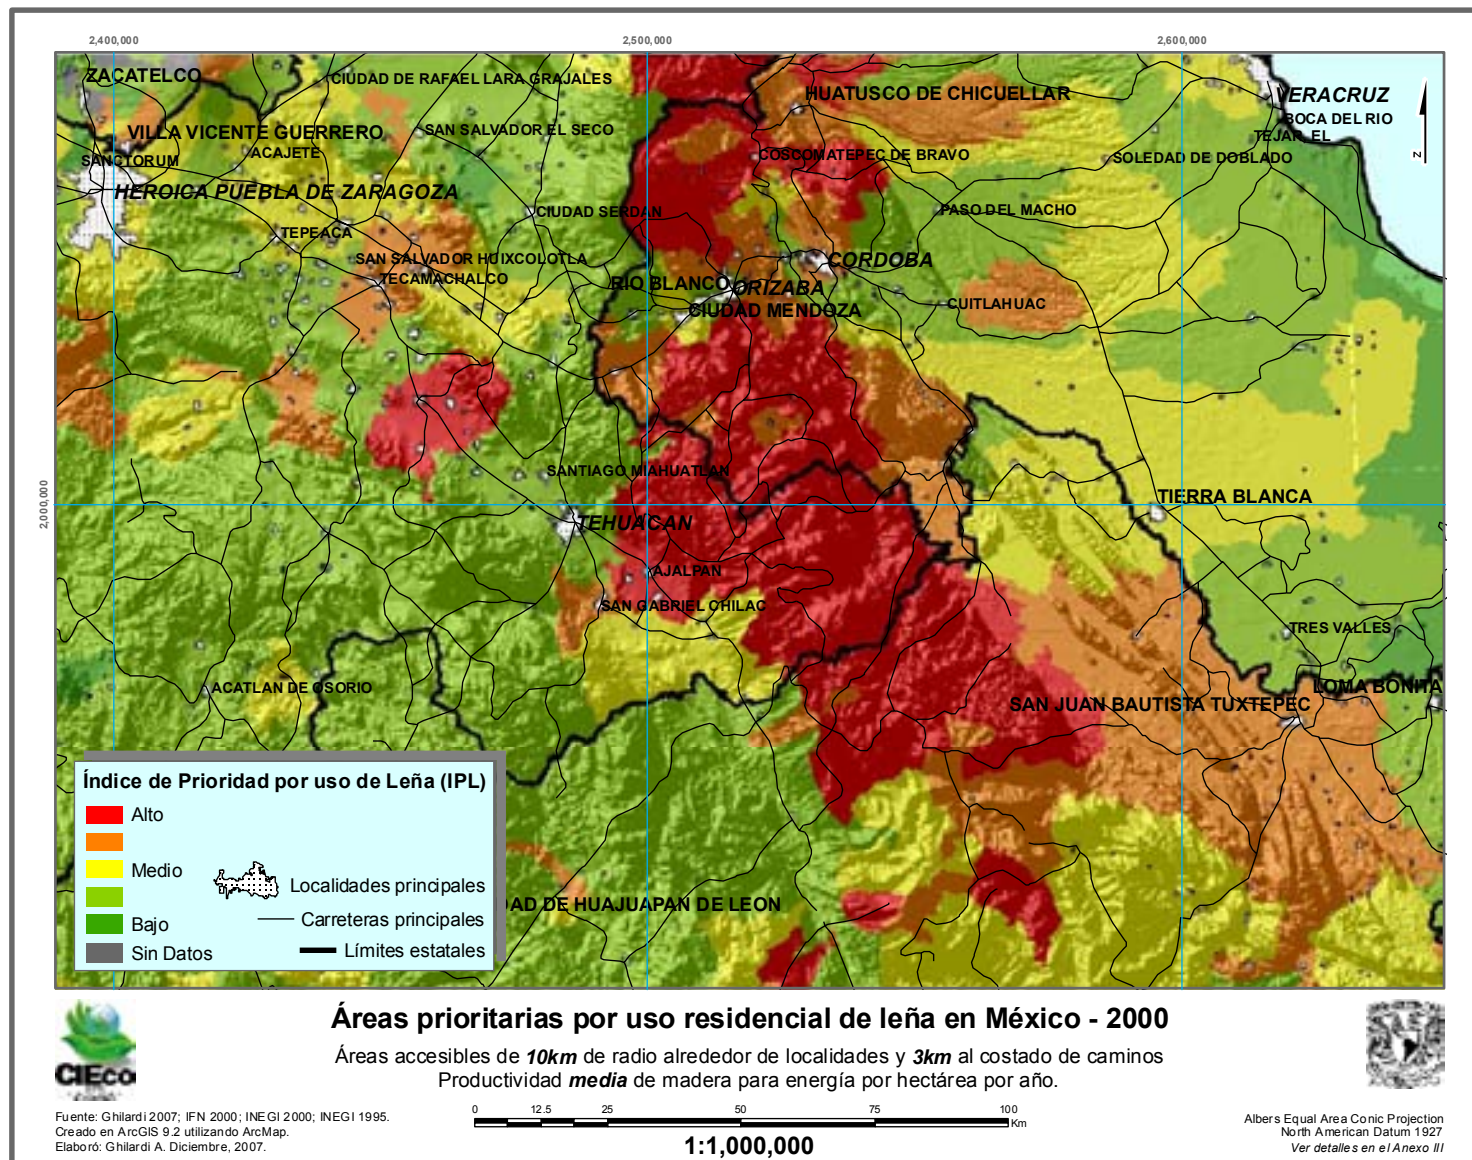 2,400,000
2,500,000
2,600,000
2,000,000
ZACATELCO
CIUDAD DE RAFAEL LARA GRAJALES
HUATUSCO DE CHICUELLAR
VERACRUZ
BOCA DEL RIO
TEJAR, EL
VILLA VICENTE GUERRERO
SAN SALVADOR EL SECO
ACAJETE
SANCTORUM
COSCOMATEPEC DE BRAVO
SOLEDAD DE DOBLADO
HEROICA PUEBLA DE ZARAGOZA
CIUDAD SERDAN
PASO DEL MACHO
TEPEACA
SAN SALVADOR HUIXCOLOTLA
CORDOBA
TECAMACHALCO
RIO BLANCO
ORIZABA
CIUDAD MENDOZA
CUITLAHUAC
SANTIAGO MIAHUATLAN
TIERRA BLANCA
TEHUACAN
AJALPAN
SAN GABRIEL CHILAC
TRES VALLES
ACATLAN DE OSORIO
LOMA BONITA
SAN JUAN BAUTISTA TUXTEPEC
DAD DE HUAJUAPAN DE LEON
N
Índice de Prioridad por uso de Leña (IPL)
Alto
Medio
Bajo
Sin Datos
Localidades principales
Carreteras principales
Límites estatales
Áreas prioritarias por uso residencial de leña en México - 2000
Áreas accesibles de 10km de radio alrededor de localidades y 3km al costado de caminos
Productividad media de madera para energía por hectárea por año.
CIEco
Fuente: Ghilardi 2007; IFN 2000; INEGI 2000; INEGI 1995.
Creado en ArcGIS 9.2 utilizando ArcMap.
Elaboró: Ghilardi A. Diciembre, 2007.
0 12.5 25 50 75 100
Km
1:1,000,000
Albers Equal Area Conic Projection
North American Datum 1927
Ver detalles en el Anexo III